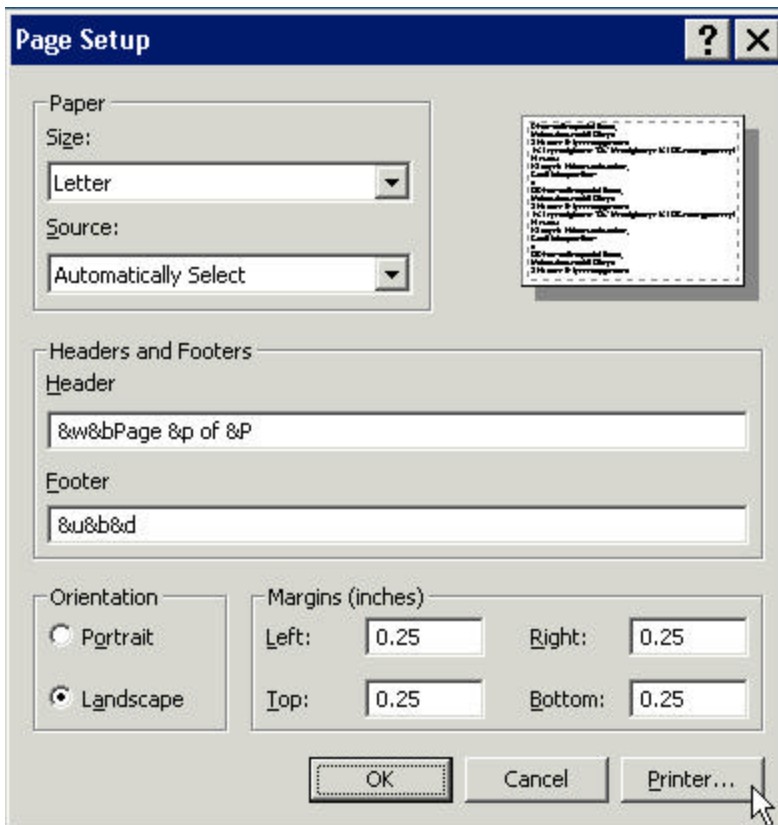 Page Setup
Paper
Size:
Letter
Source:
Automatically Select
Headers and Footers
Header
&w&bPage &p of &P
Footer
&u&b&d
Orientation
Portrait
Landscape
Margins (inches)
Left: 0.25 Right: 0.25
Top: 0.25 Bottom: 0.25
OK Cancel Printer...